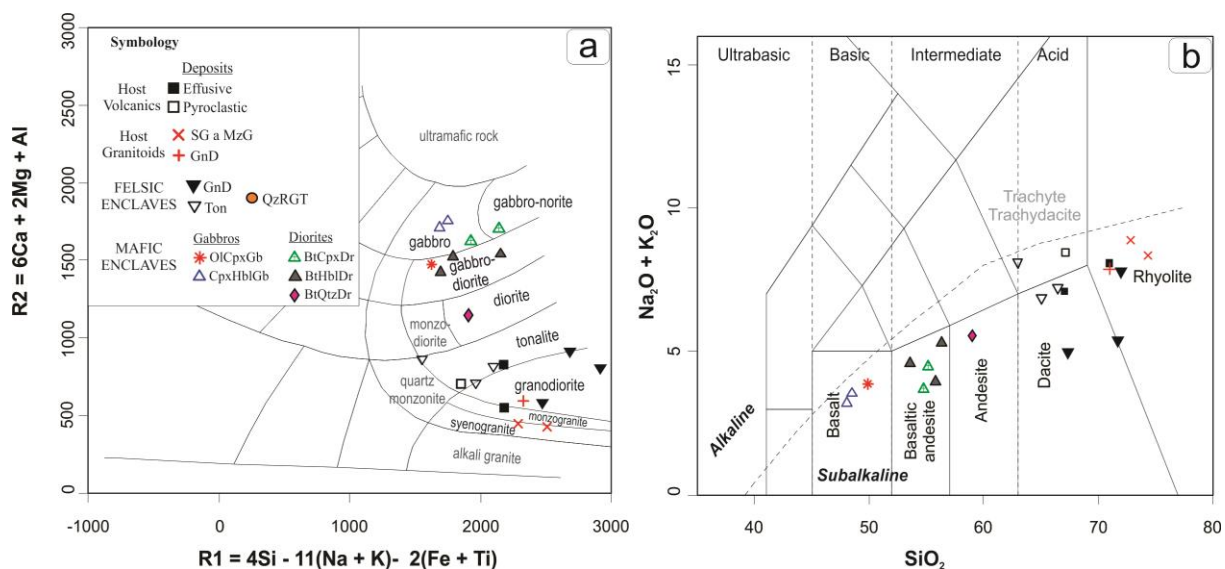 a
R2 = 6Ca + 2Mg + Al
3000
2500
2000
1500
1000
500
0
Symbology
Deposits
Host
Volcanics
Effusive
Pyroclastic
Host
Granitoids
SG a MzG
GnD
FELSIC
ENCLAVES
GnD
Ton
QzRGT
MAFIC
ENCLAVES
Gabbros
OlCpxGb
CpxHblGb
Diorites
BtCpxDr
BtHblDr
BtQtzDr
ultramafic rock
gabbro-norite
gabbro
gabbro-
diorite
diorite
monzo-
diorite
tonalite
quartz
monzonite
granodiorite
monzogranite
syenogranite
alkali granite
-1000 0 1000 2000 3000
R1 = 4Si - 11(Na + K)- 2(Fe + Ti)
b
Na₂O + K₂O
15
10
5
0
Ultrabasic Basic Intermediate Acid
Trachyte
Trachydacite
Rhyolite
Alkaline
Basalt
Basaltic
andesite
Andesite
Dacite
Subalkaline
40 50 60 70 80
SiO₂